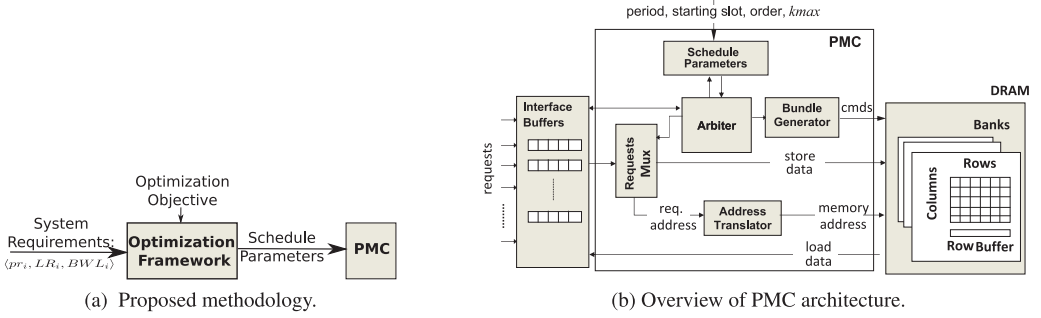 Optimization
Objective
System
Requirements:
⟨pr_i, LR_i, BWL_i⟩
Optimization
Framework
Schedule
Parameters
PMC
(a) Proposed methodology.
period, starting slot, order, kmax
PMC
Schedule
Parameters
DRAM
Interface
Buffers
Arbiter
Bundle
Generator
cmds
Banks
requests
Requests
Mux
store
data
Rows
Columns
req.
address
Address
Translator
memory
address
Row Buffer
load
data
(b) Overview of PMC architecture.